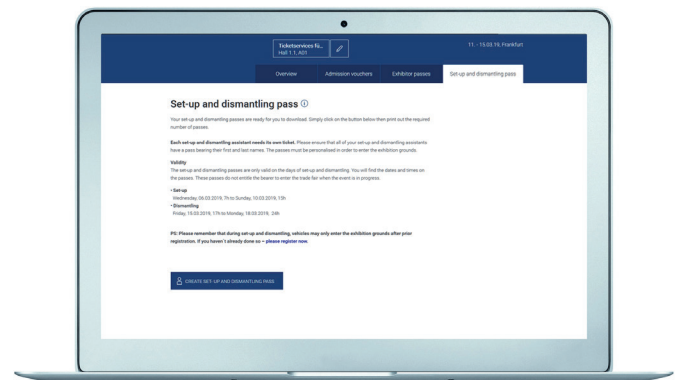 Ticketservices fü...
Hall 1.1, A01
11. - 15.03.19, Frankfurt
Overview
Admission vouchers
Exhibitor passes
Set-up and dismantling pass
Set-up and dismantling pass
Your set-up and dismantling passes are ready for you to download. Simply click on the button below then print out the required
number of passes.
Each set-up and dismantling assistant needs its own ticket. Please ensure that all of your set-up and dismantling assistants
have a pass bearing their first and last names. The passes must be personalised in order to enter the exhibition grounds.
Validity
The set-up and dismantling passes are only valid on the days of set-up and dismantling. You will find the dates and times on
the passes. These passes do not entitle the bearer to enter the trade fair when the event is in progress.
• Set-up
Wednesday, 06.03.2019, 7h to Sunday, 10.03.2019, 15h
• Dismantling
Friday, 15.03.2019, 17h to Monday, 18.03.2019, 24h
PS: Please remember that during set-up and dismantling, vehicles may only enter the exhibition grounds after prior
registration. If you haven't already done so – please register now.
CREATE SET-UP AND DISMANTLING PASS